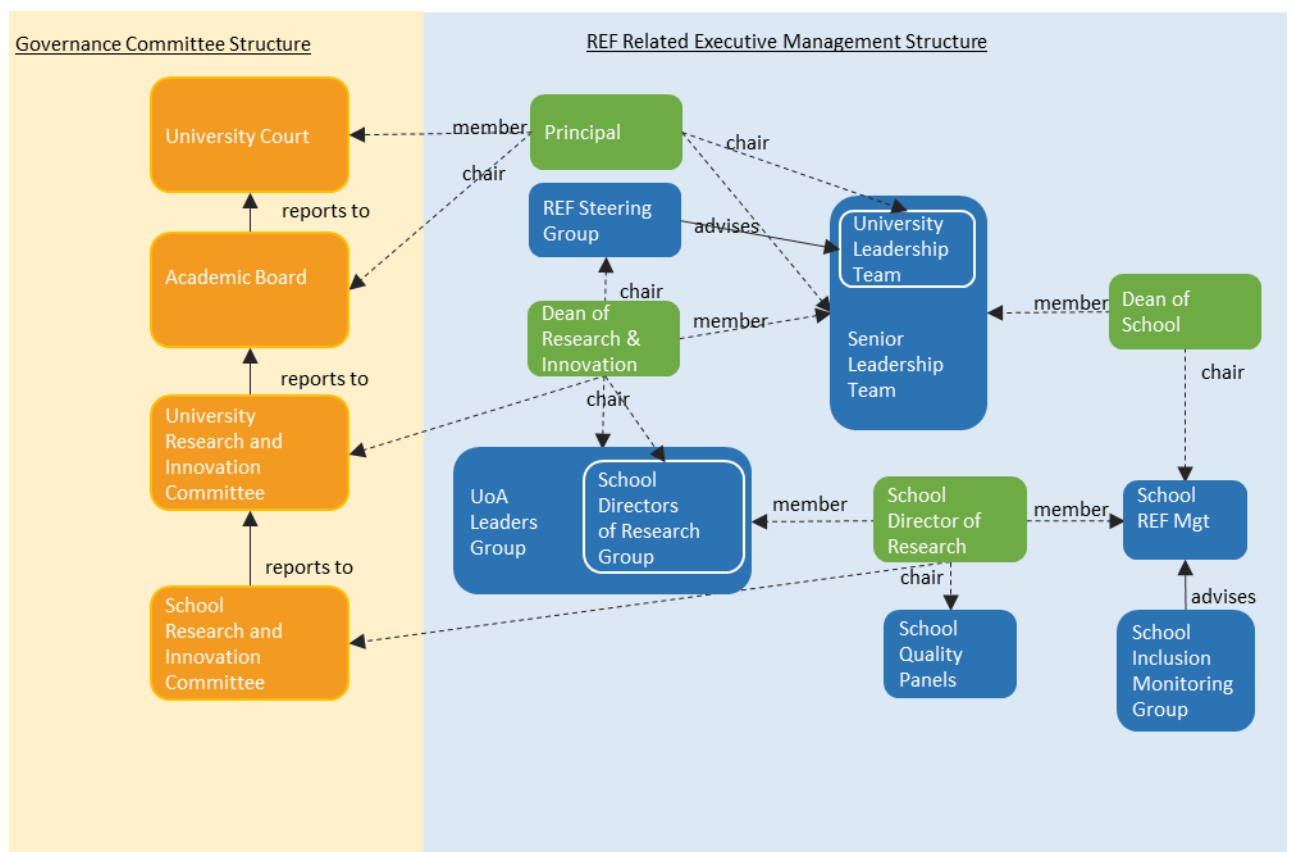 Governance Committee Structure
REF Related Executive Management Structure
University Court
member
Principal
chair
chair
reports to
REF Steering
Group
advises
University
Leadership
Team
Academic Board
chair
Dean of
Research &
Innovation
member
Senior
Leadership
Team
member
Dean of
School
chair
reports to
chair
University
Research and
Innovation
Committee
UoA
Leaders
Group
School
Directors
of Research
Group
member
School
Director of
Research
member
School
REF Mgt
reports to
chair
advises
School
Research and
Innovation
Committee
School
Quality
Panels
School
Inclusion
Monitoring
Group